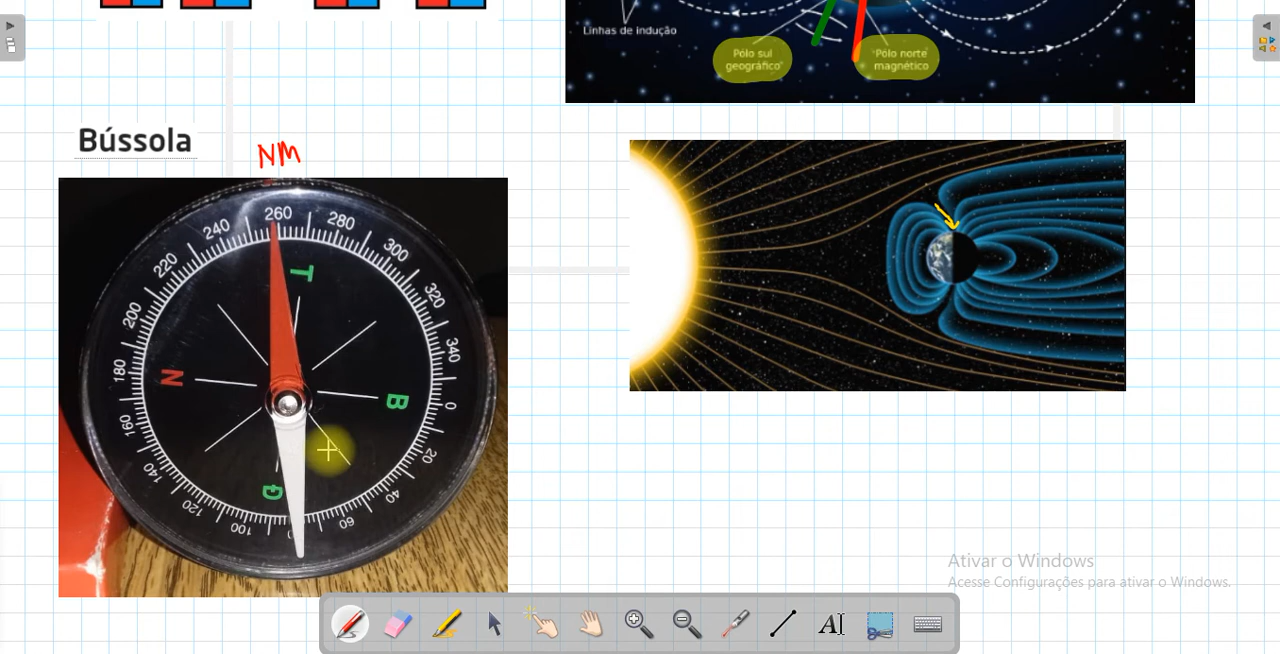 Linhas de indução
Pólo sul
geográfico
Pólo norte
magnético
Bússola
NM
260
280
240
300
T
220
320
200
340
180
N
B
0
160
20
140
D
40
120
100
60
Ativar o Windows
Acesse Configurações para ativar o Windows.
AI